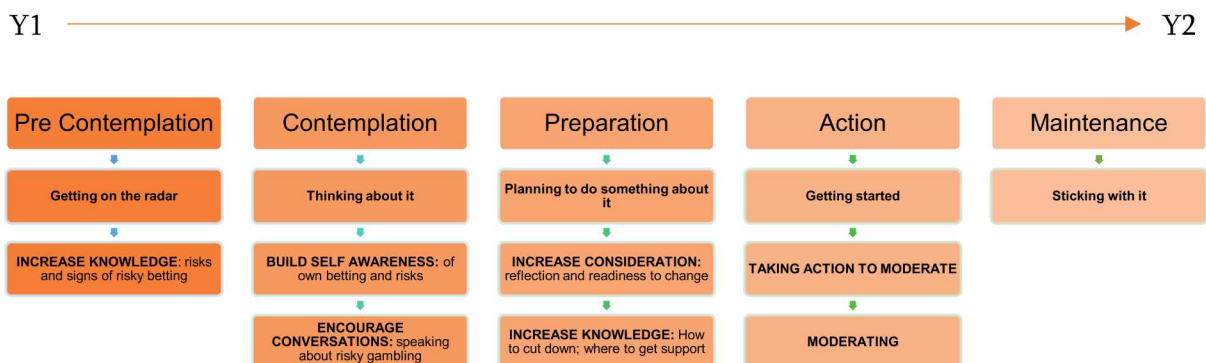 Y1
Y2
Pre Contemplation
Getting on the radar
INCREASE KNOWLEDGE: risks
and signs of risky betting
Contemplation
Thinking about it
BUILD SELF AWARENESS: of
own betting and risks
ENCOURAGE
CONVERSATIONS: speaking
about risky gambling
Preparation
Planning to do something about
it
INCREASE CONSIDERATION:
reflection and readiness to change
INCREASE KNOWLEDGE: How
to cut down; where to get support
Action
Getting started
TAKING ACTION TO MODERATE
MODERATING
Maintenance
Sticking with it